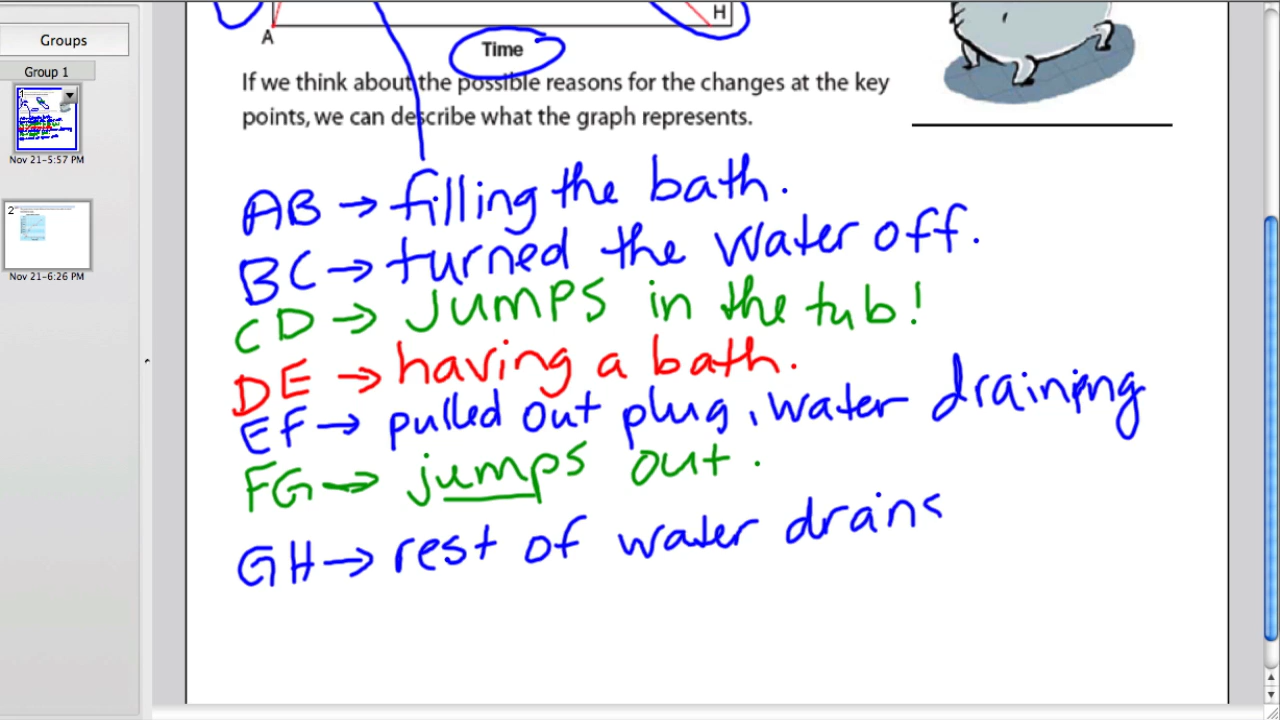 Groups
Group 1
Nov 21-5:57 PM
2
Nov 21-6:26 PM
A
H
Time
If we think about the possible reasons for the changes at the key
points, we can describe what the graph represents.
AB → filling the bath.
BC → turned the water off.
CD → Jumps in the tub!
DE → having a bath.
EF → pulled out plug, water draining
FG → jumps out.
GH → rest of water drains